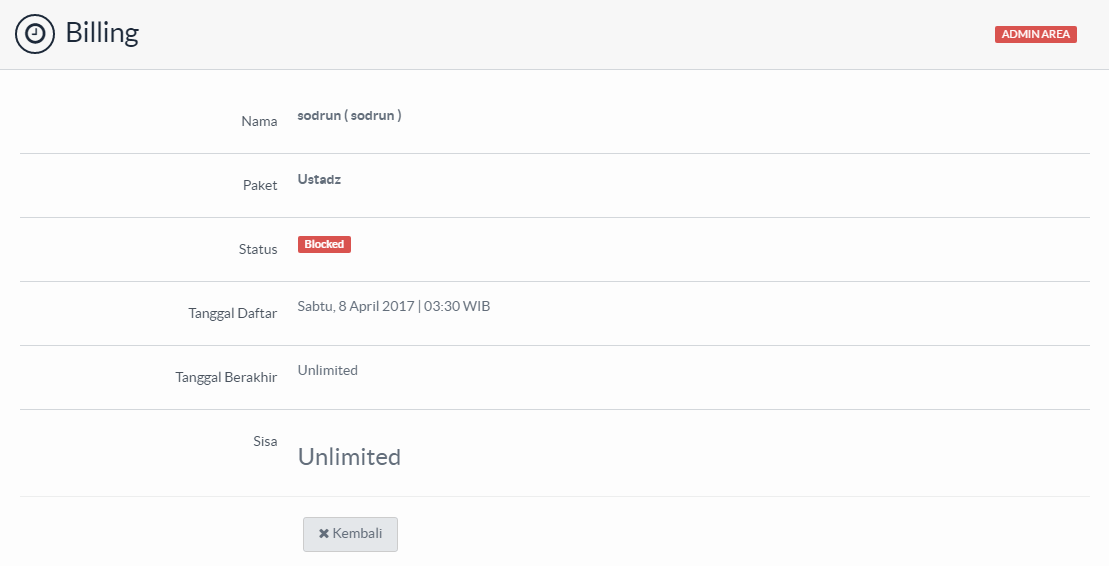 Billing
ADMIN AREA
Nama sodrun ( sodrun )
Paket Ustadz
Status Blocked
Tanggal Daftar Sabtu, 8 April 2017 | 03:30 WIB
Tanggal Berakhir Unlimited
Sisa Unlimited
Kembali